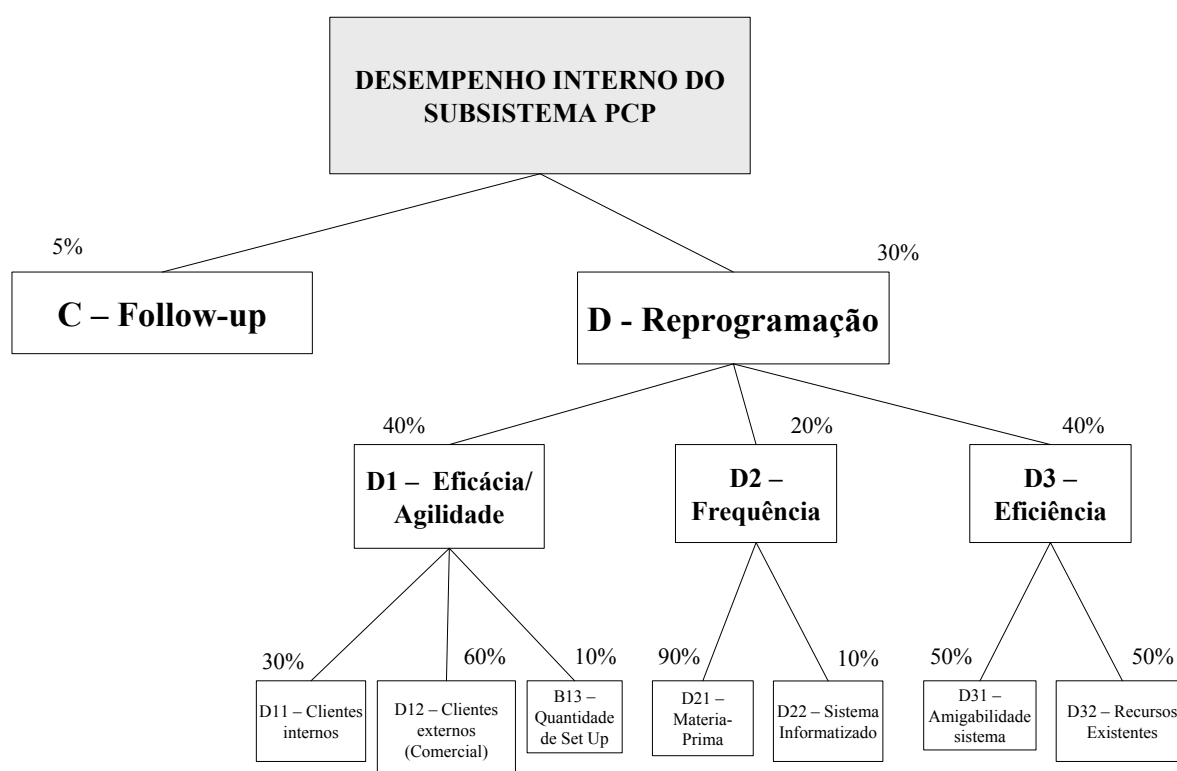 DESEMPENHO INTERNO DO
SUBSISTEMA PCP
5%
30%
C – Follow-up
D - Reprogramação
40%
20%
40%
D1 – Eficácia/
Agilidade
D2 –
Frequência
D3 –
Eficiência
30%
60%
10%
90%
10%
50%
50%
D11 – Clientes
internos
D12 – Clientes
externos
(Comercial)
B13 –
Quantidade
de Set Up
D21 –
Materia-
Prima
D22 – Sistema
Informatizado
D31 –
Amigabilidade
sistema
D32 – Recursos
Existentes